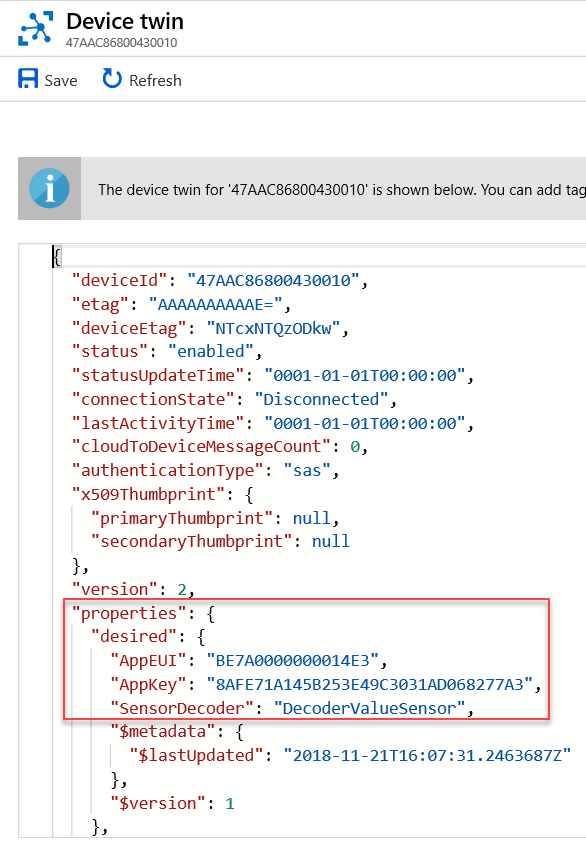 Device twin
47AAC86800430010
Save Refresh
The device twin for '47AAC86800430010' is shown below. You can add tag
{
"deviceId": "47AAC86800430010",
"etag": "AAAAAAAAAAE=",
"deviceEtag": "NTcxNTQzODkw",
"status": "enabled",
"statusUpdateTime": "0001-01-01T00:00:00",
"connectionState": "Disconnected",
"lastActivityTime": "0001-01-01T00:00:00",
"cloudToDeviceMessageCount": 0,
"authenticationType": "sas",
"x509Thumbprint": {
"primaryThumbprint": null,
"secondaryThumbprint": null
},
"version": 2,
"properties": {
"desired": {
"AppEUI": "BE7A0000000014E3",
"AppKey": "8AFE71A145B253E49C3031AD068277A3",
"SensorDecoder": "DecoderValueSensor",
"$metadata": {
"$lastUpdated": "2018-11-21T16:07:31.2463687Z"
},
"$version": 1
},